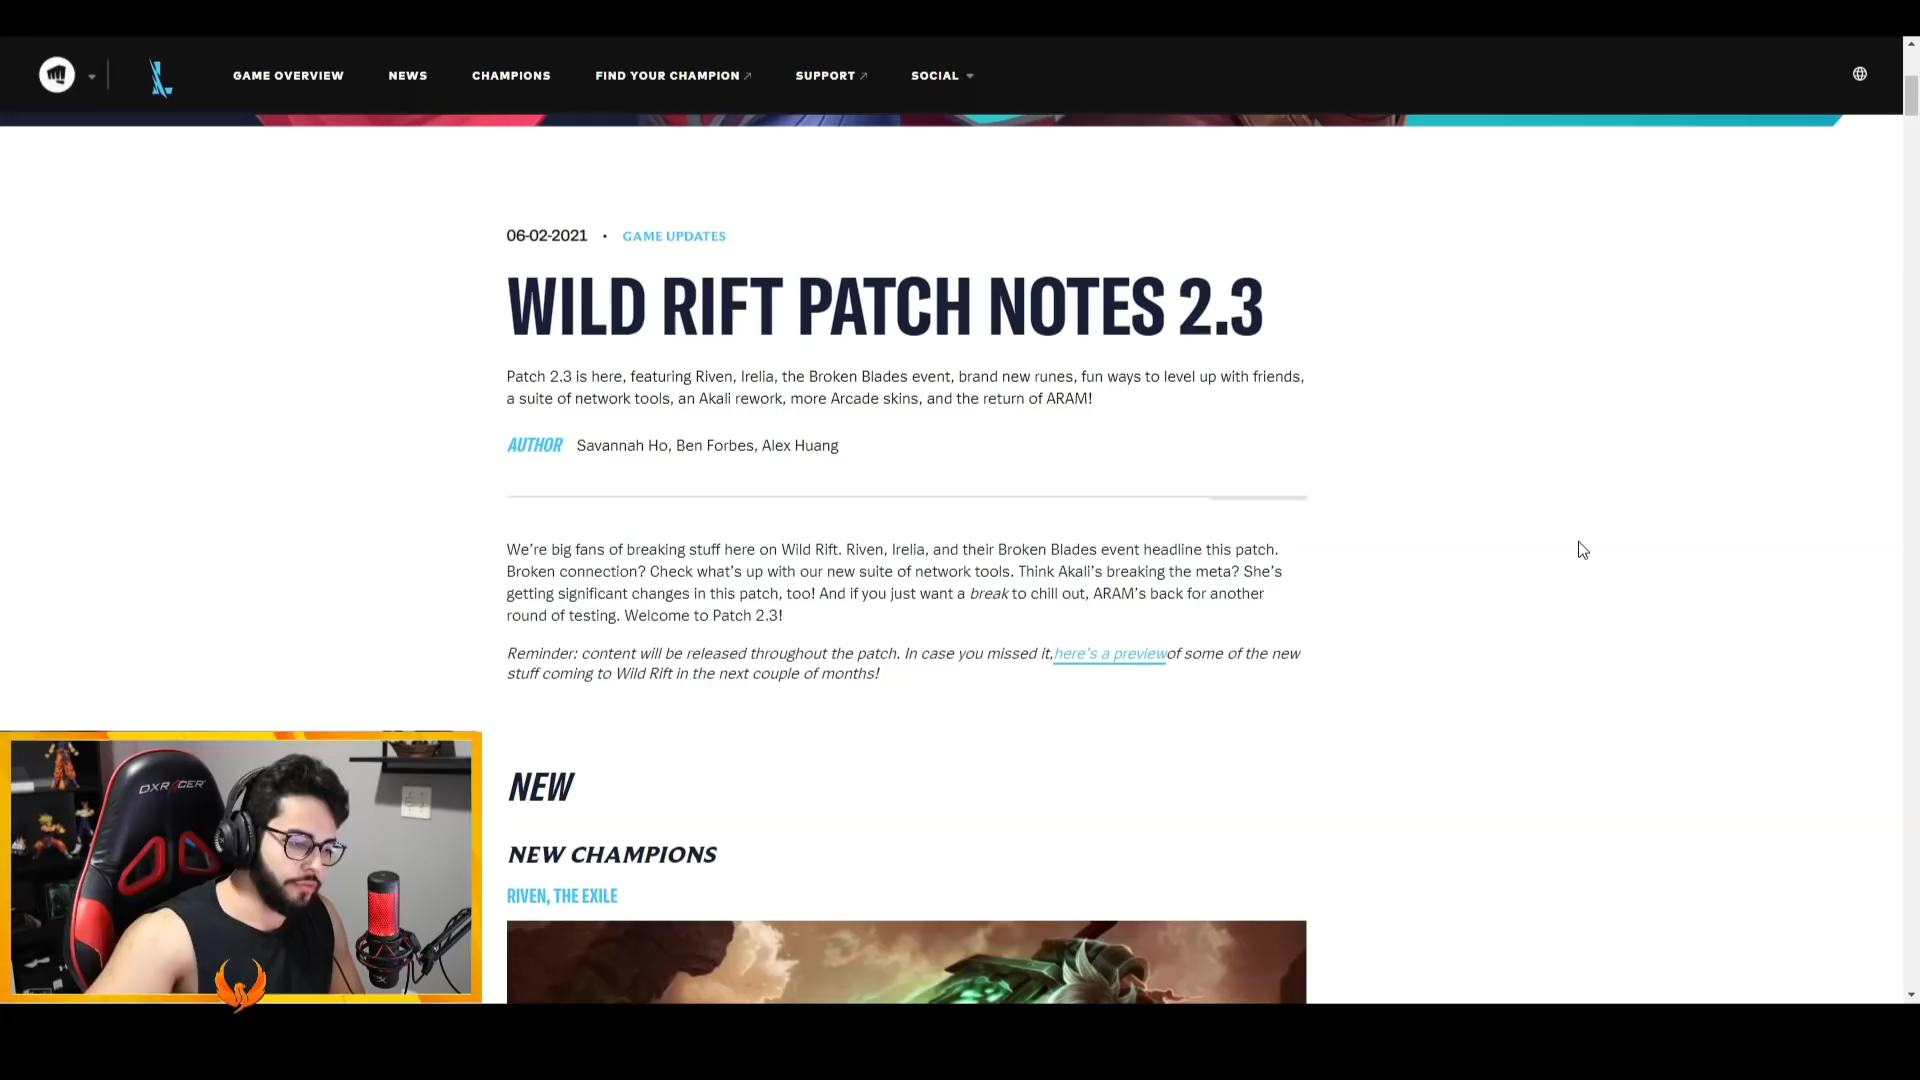 GAME OVERVIEW NEWS CHAMPIONS FIND YOUR CHAMPION SUPPORT SOCIAL
06-02-2021 • GAME UPDATES
WILD RIFT PATCH NOTES 2.3
Patch 2.3 is here, featuring Riven, Irelia, the Broken Blades event, brand new runes, fun ways to level up with friends,
a suite of network tools, an Akali rework, more Arcade skins, and the return of ARAM!
AUTHOR Savannah Ho, Ben Forbes, Alex Huang
We’re big fans of breaking stuff here on Wild Rift. Riven, Irelia, and their Broken Blades event headline this patch.
Broken connection? Check what’s up with our new suite of network tools. Think Akali’s breaking the meta? She’s
getting significant changes in this patch, too! And if you just want a break to chill out, ARAM’s back for another
round of testing. Welcome to Patch 2.3!
Reminder: content will be released throughout the patch. In case you missed it,here’s a previewof some of the new
stuff coming to Wild Rift in the next couple of months!
NEW
NEW CHAMPIONS
RIVEN, THE EXILE
DXRACER